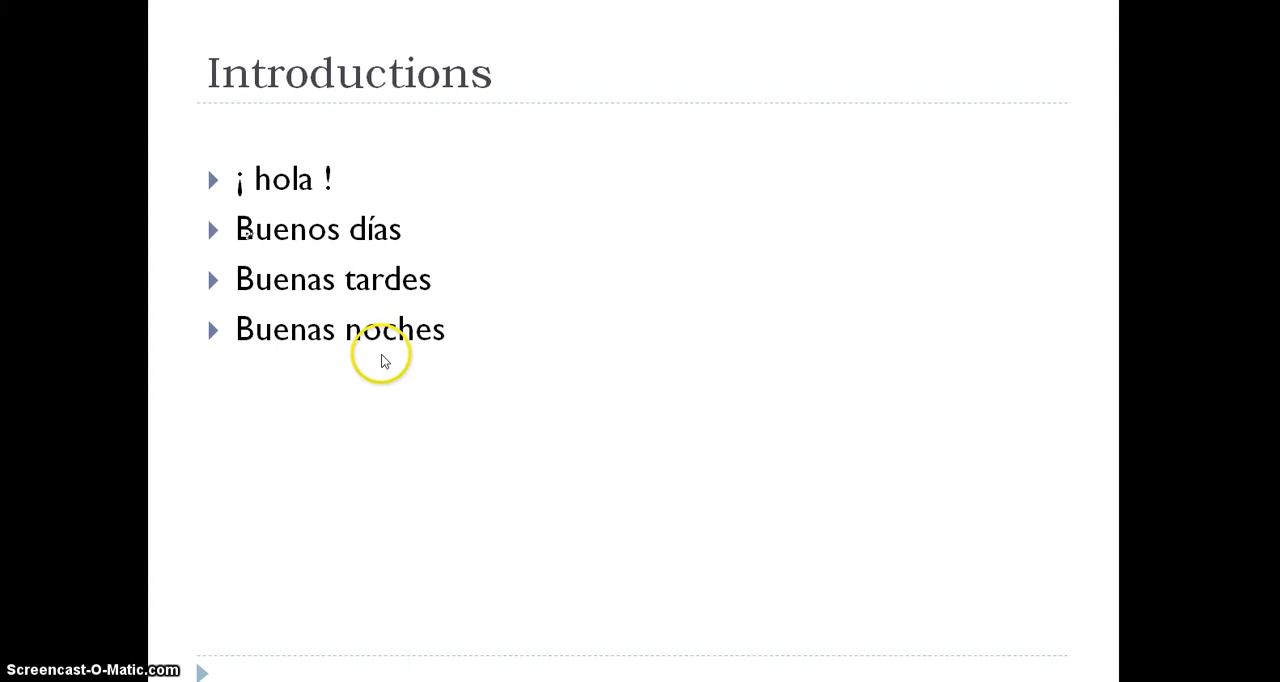 Introductions
¡ hola !
Buenos días
Buenas tardes
Buenas noches
Screencast-O-Matic.com